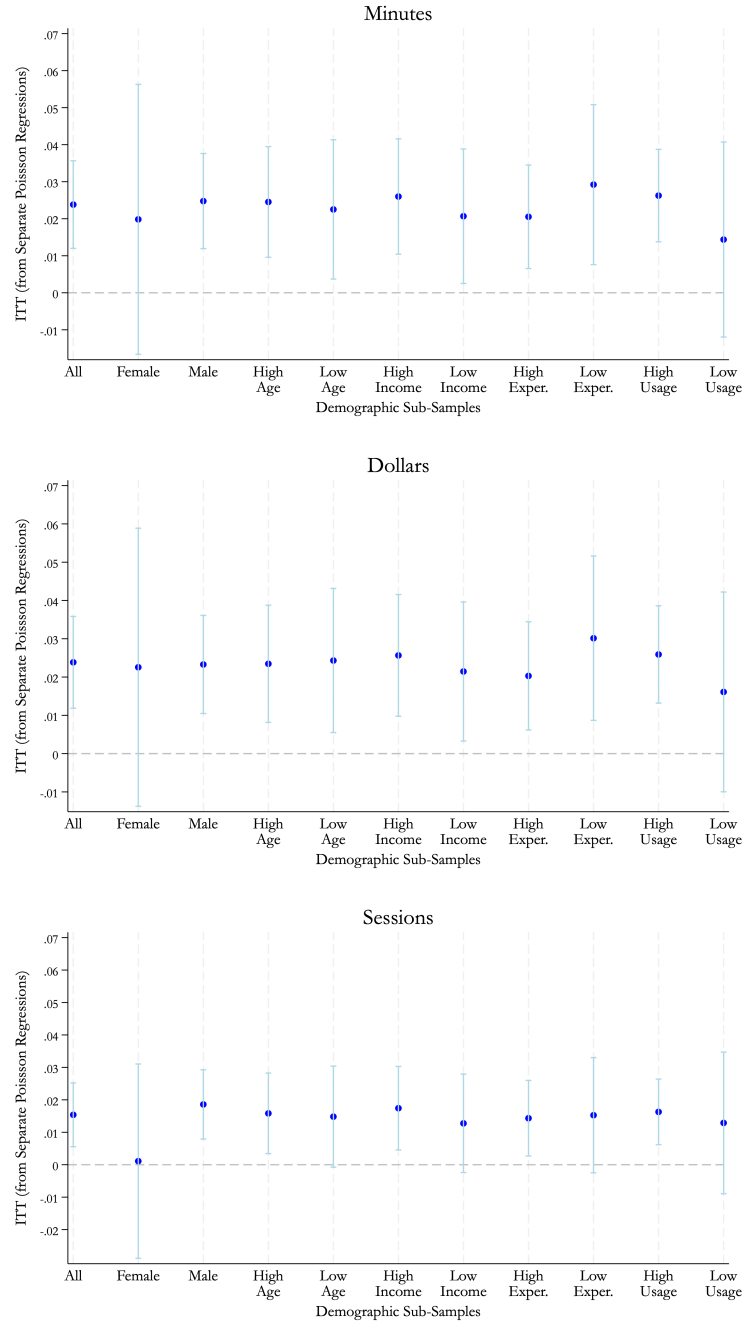 Minutes
ITT (from Separate Poissson Regressions)
.07
.06
.05
.04
.03
.02
.01
0
-.01
All Female Male High Low High Low High Low High Low
Age Age Income Income Exper. Exper. Usage Usage
Demographic Sub-Samples
Dollars
ITT (from Separate Poissson Regressions)
.07
.06
.05
.04
.03
.02
.01
0
-.01
All Female Male High Low High Low High Low High Low
Age Age Income Income Exper. Exper. Usage Usage
Demographic Sub-Samples
Sessions
ITT (from Separate Poissson Regressions)
.07
.06
.05
.04
.03
.02
.01
0
-.01
-.02
All Female Male High Low High Low High Low High Low
Age Age Income Income Exper. Exper. Usage Usage
Demographic Sub-Samples